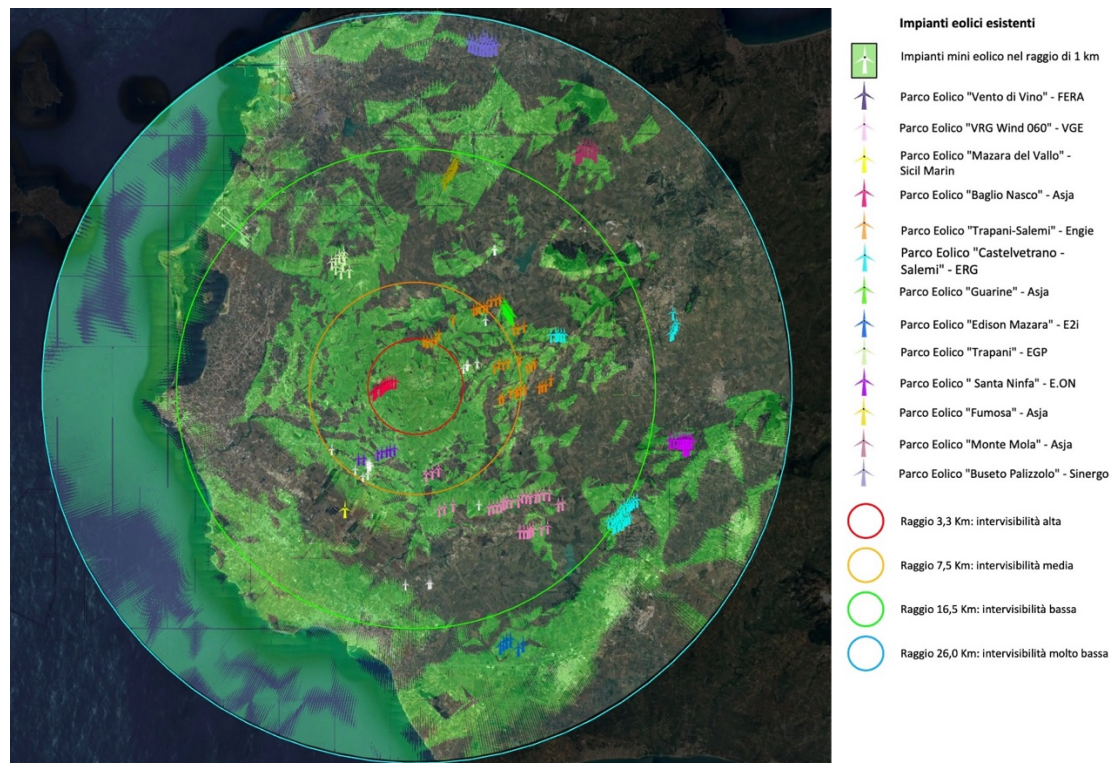 Impianti eolici esistenti
Impianti mini eolico nel raggio di 1 km
Parco Eolico "Vento di Vino" - FERA
Parco Eolico "VRG Wind 060" - VGE
Parco Eolico "Mazara del Vallo" -
Sicil Marin
Parco Eolico "Baglio Nasco" - Asja
Parco Eolico "Trapani-Salemi" - Engie
Parco Eolico "Castelvetrano -
Salemi" - ERG
Parco Eolico "Guarine" - Asja
Parco Eolico "Edison Mazara" - E2i
Parco Eolico "Trapani" - EGP
Parco Eolico " Santa Ninfa" - E.ON
Parco Eolico "Fumosa" - Asja
Parco Eolico "Monte Mola" - Asja
Parco Eolico "Buseto Palizzolo" - Sinergo
Raggio 3,3 Km: intervisibilità alta
Raggio 7,5 Km: intervisibilità media
Raggio 16,5 Km: intervisibilità bassa
Raggio 26,0 Km: intervisibilità molto bassa